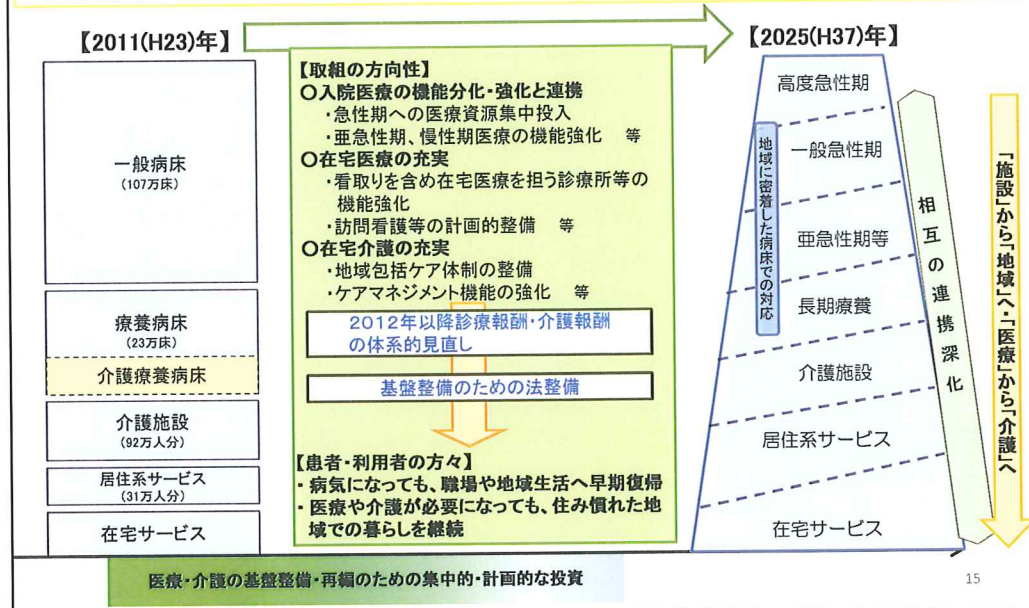 【2011(H23)年】
【2025(H37)年】
一般病床
(107万床)
療養病床
(23万床)
介護療養病床
介護施設
(92万人分)
居住系サービス
(31万人分)
在宅サービス
【取組の方向性】
○入院医療の機能分化・強化と連携
・急性期への医療資源集中投入
・亜急性期、慢性期医療の機能強化 等
○在宅医療の充実
・看取りを含め在宅医療を担う診療所等の
機能強化
・訪問看護等の計画的整備 等
○在宅介護の充実
・地域包括ケア体制の整備
・ケアマネジメント機能の強化 等
2012年以降診療報酬・介護報酬
の体系的見直し
基盤整備のための法整備
【患者・利用者の方々】
・病気になっても、職場や地域生活へ早期復帰
・医療や介護が必要になっても、住み慣れた地
域での暮らしを継続
高度急性期
一般急性期
亜急性期等
長期療養
介護施設
居住系サービス
在宅サービス
地域に密着した病床での対応
相互の連携深化
「施設」から「地域」へ・「医療」から「介護」へ
医療・介護の基盤整備・再編のための集中的・計画的な投資
15